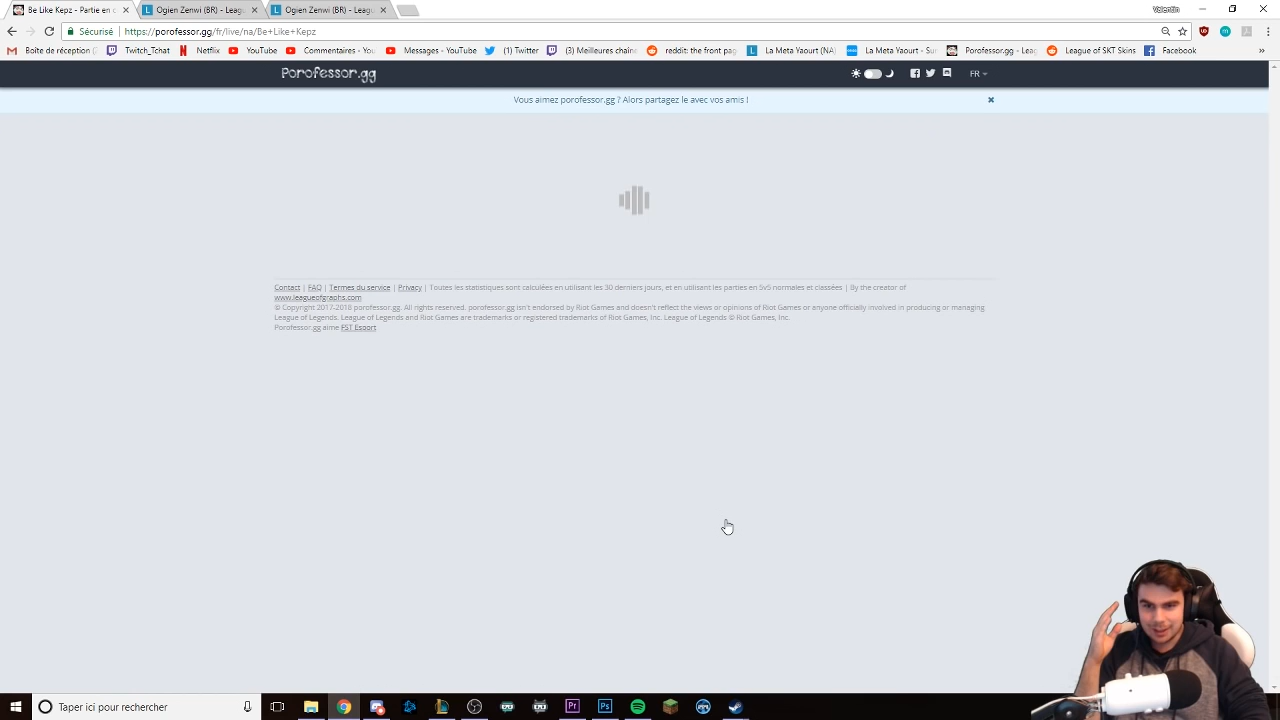 Be Like Kepz - Partie en c
Ogien Zenwi (BR) - Leagu
Ogien Zenwi (BR) - Leagu
Valentin
Sécurisé
https://porofessor.gg/fr/live/na/Be+Like+Kepz
Boîte de réception (
Twitch_Tchat
Netflix
YouTube
Commentaires - You
Messages - YouTube
(1) Twitter
(3) Meilleures chaîne
reddit: the front pag
La Meta Yaourt (NA)
La Meta Yaourt - Sur
Porofessor.gg - Leag
League of SKT Skins
Facebook
»
Porofessor.gg
FR
Vous aimez porofessor.gg ? Alors partagez le avec vos amis !
Contact | FAQ | Termes du service | Privacy | Toutes les statistiques sont calculées en utilisant les 30 derniers jours, et en utilisant les parties en 5v5 normales et classées | By the creator of
www.leagueofgraphs.com
© Copyright 2017-2018 porofessor.gg. All rights reserved. porofessor.gg isn't endorsed by Riot Games and doesn't reflect the views or opinions of Riot Games or anyone officially involved in producing or managing
League of Legends. League of Legends and Riot Games are trademarks or registered trademarks of Riot Games, Inc. League of Legends © Riot Games, Inc.
Porofessor.gg aime FST Esport
Taper ici pour rechercher
Pr
Ps